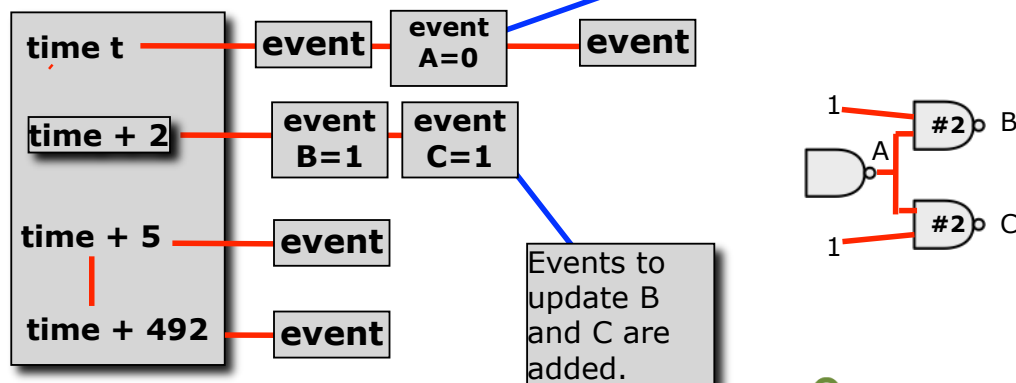 time t
event
event
A=0
event
time + 2
event
B=1
event
C=1
time + 5
event
time + 492
event
Events to
update B
and C are
added.
1
#2
B
A
#2
C
1